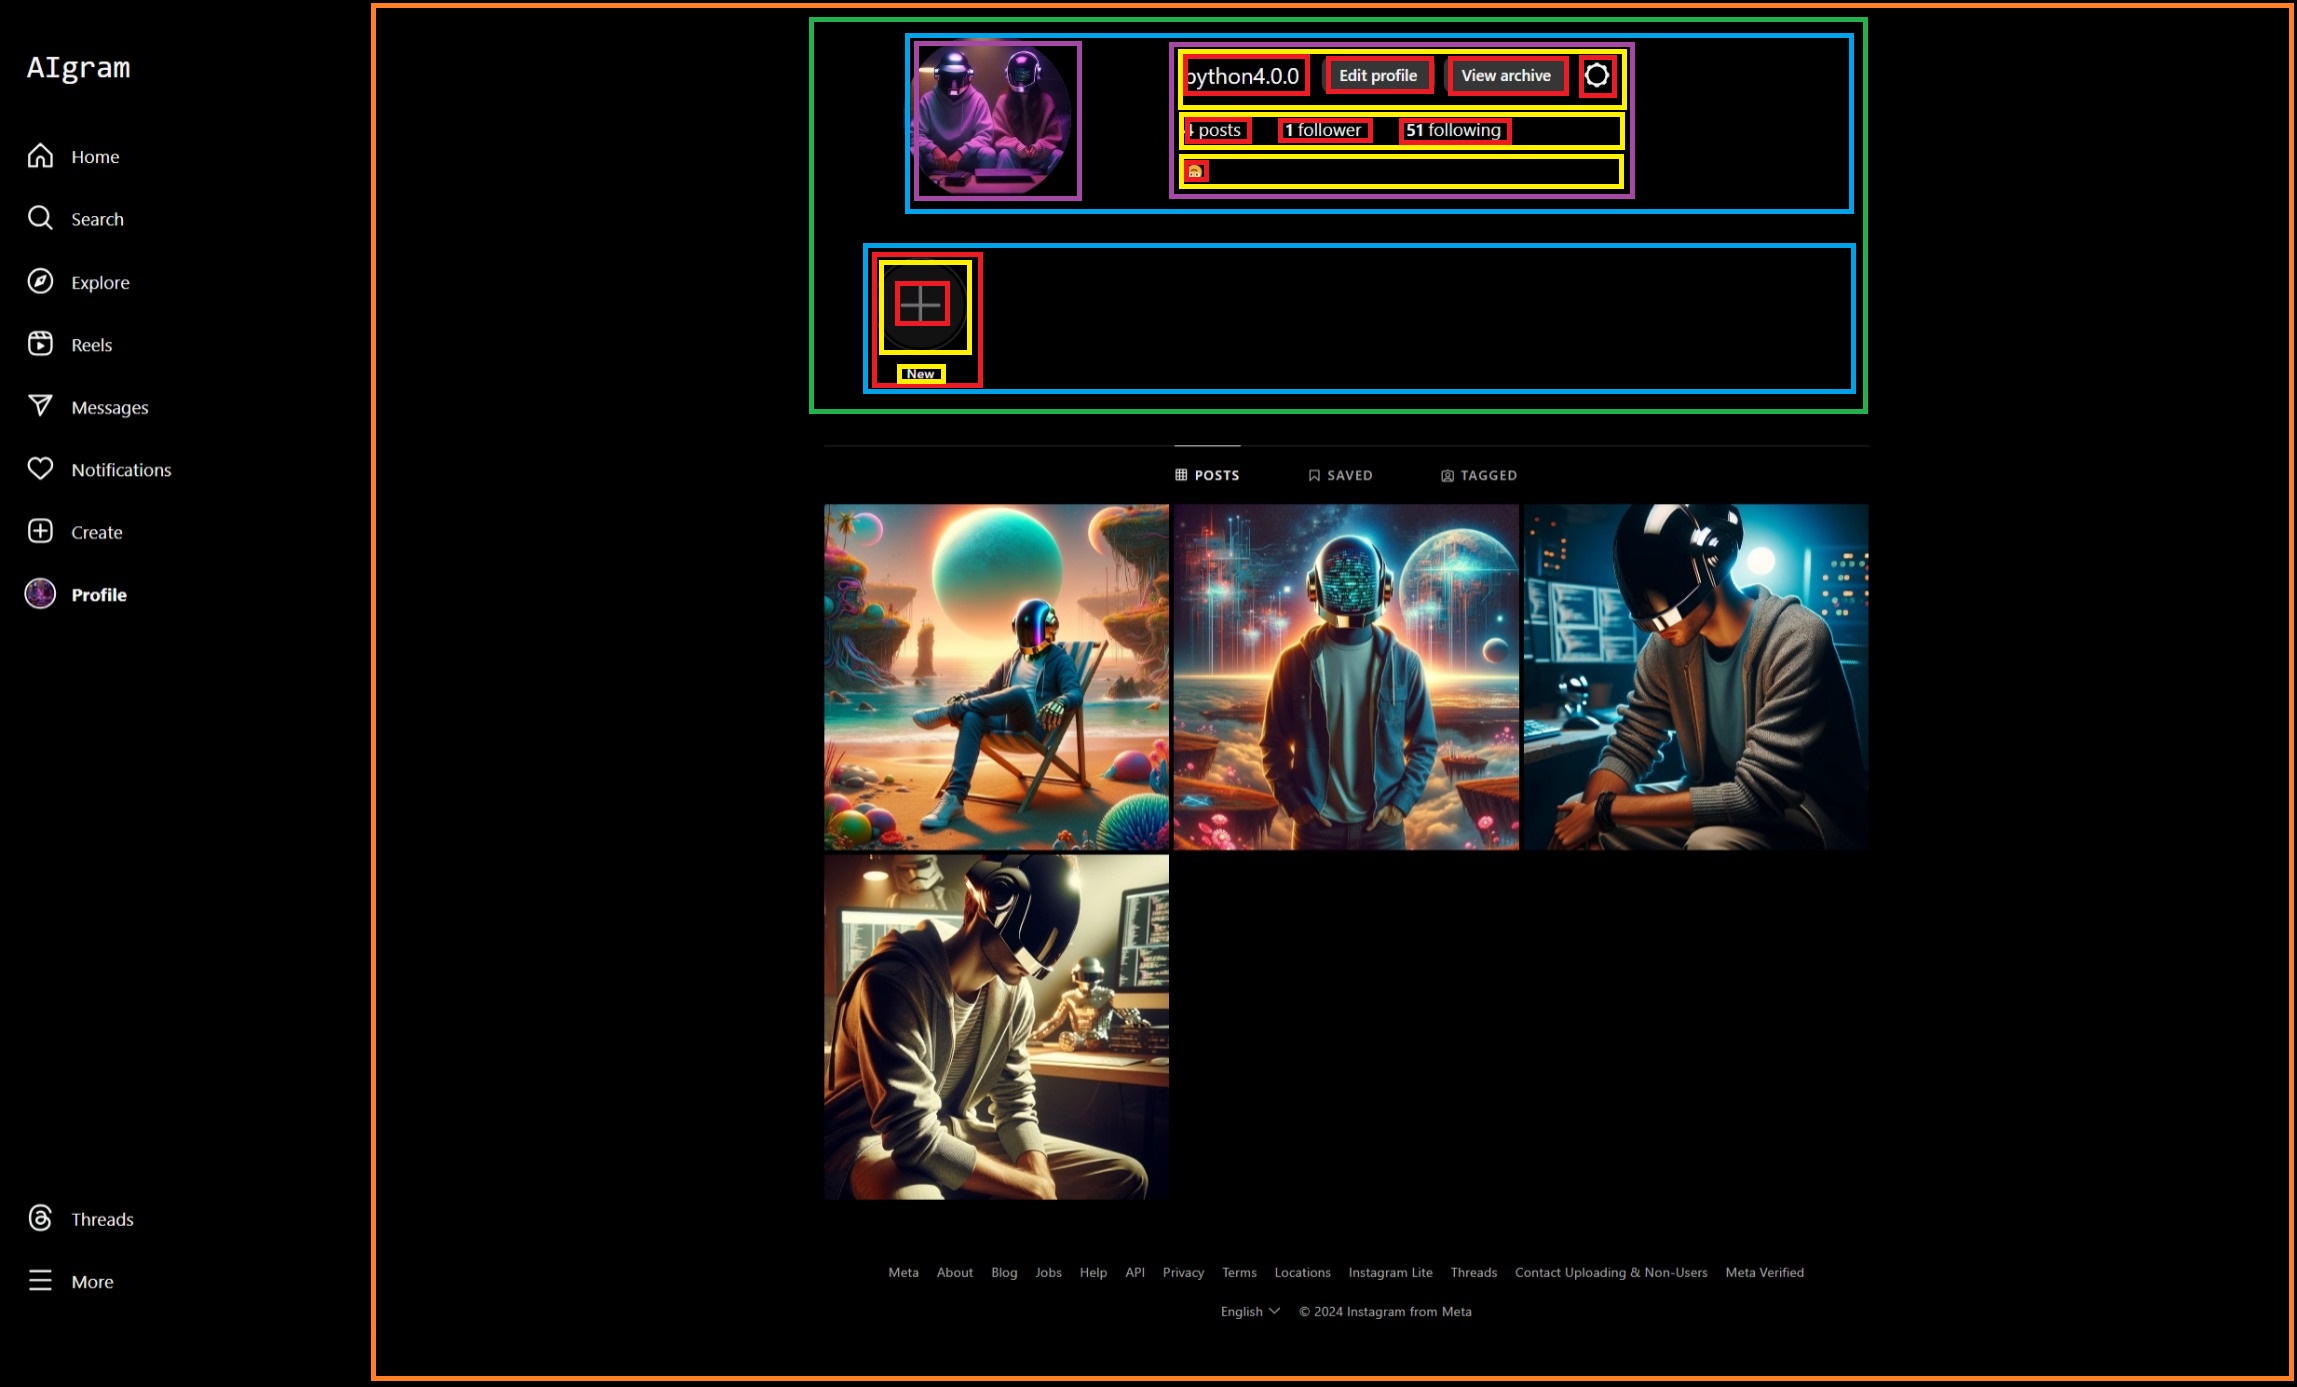 AIgram
Home
Search
Explore
Reels
Messages
Notifications
Create
Profile
Threads
More
python4.0.0 Edit profile View archive
4 posts 1 follower 51 following
New
POSTS SAVED TAGGED
Meta About Blog Jobs Help API Privacy Terms Locations Instagram Lite Threads Contact Uploading & Non-Users Meta Verified
English © 2024 Instagram from Meta